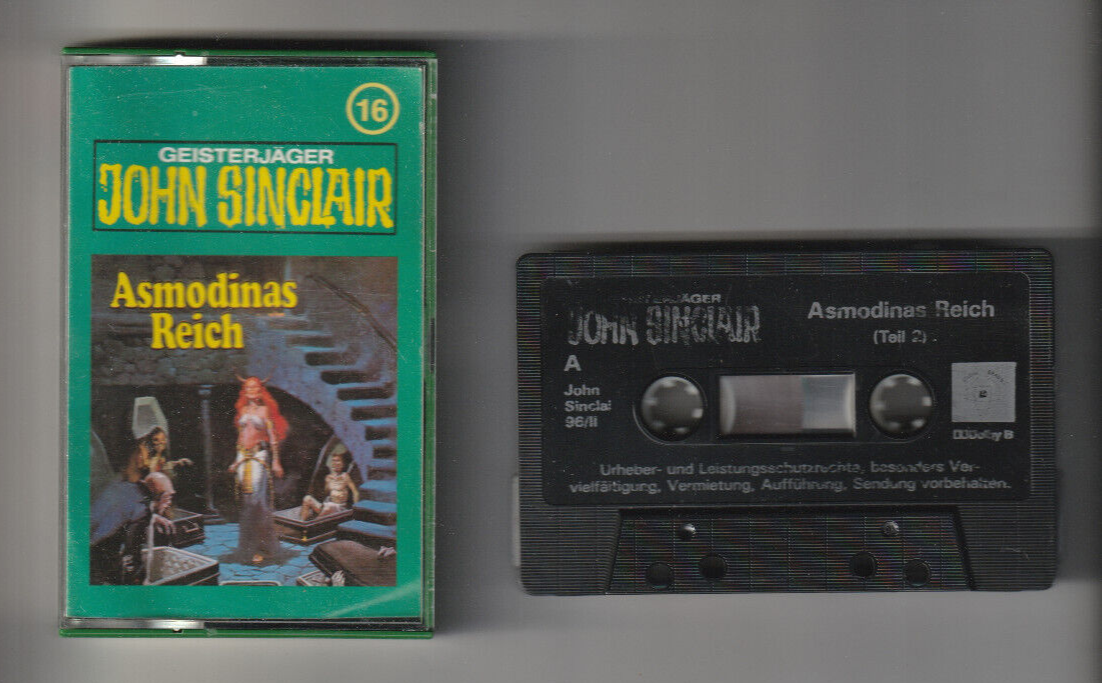 16
GEISTERJÄGER
JOHN SINCLAIR
Asmodinas
Reich
JOHN SINCLAIR
Asmodinas Reich
(Teil 2)
A
John
Sinclai
96/II
Dolby B
Urheber- und Leistungsschutzrechte, besonders Ver-
vielfältigung, Vermietung, Aufführung, Sendung vorbehalten.